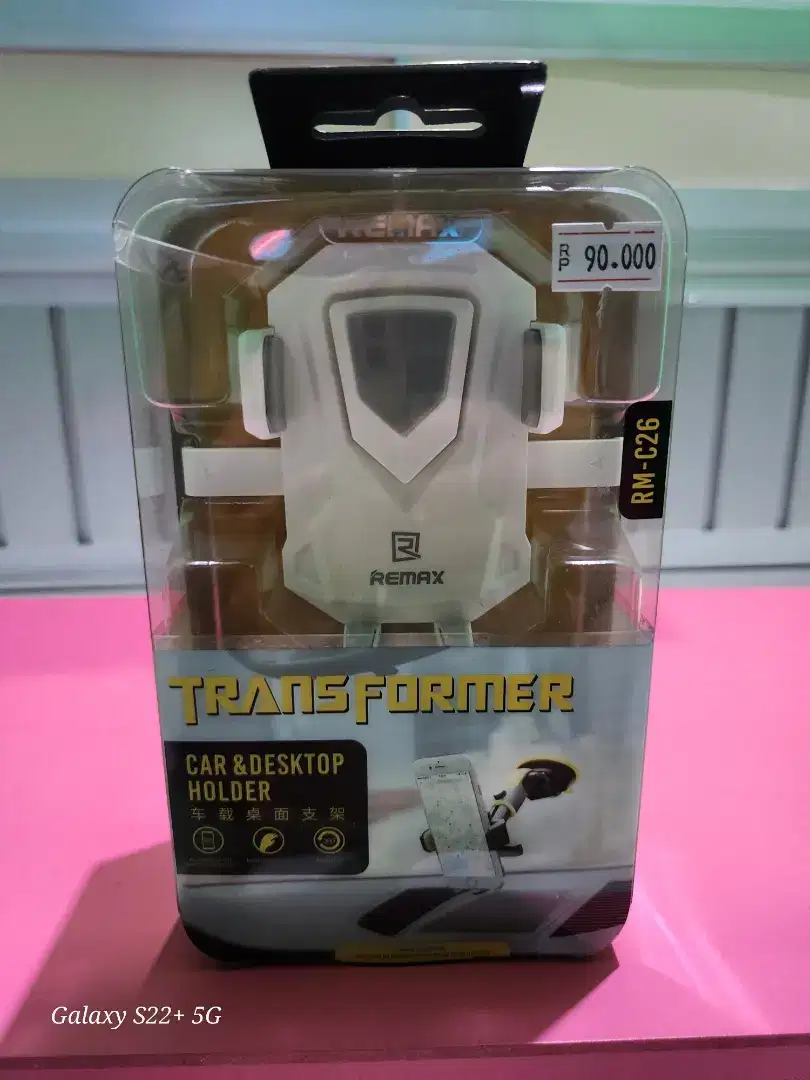 REMAX
RP 90.000
RM-C26
REMAX
TRANSFORMER
CAR &DESKTOP
HOLDER
车载桌面支架
Galaxy S22+ 5G